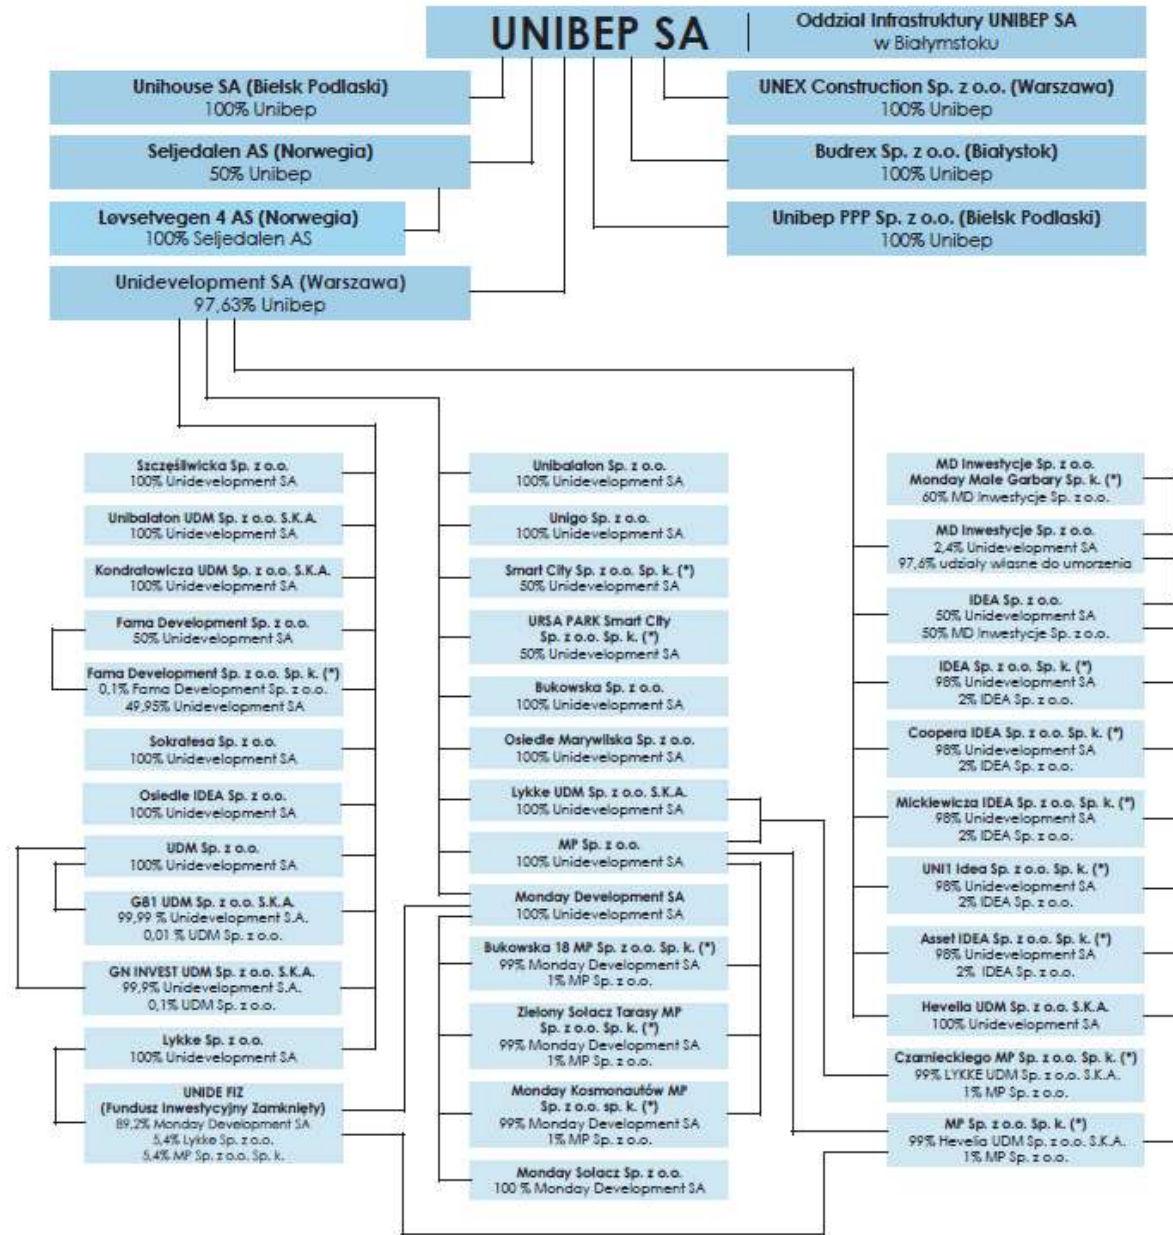 UNIBEP SA
Oddział Infrastruktury UNIBEP SA
w Białymstoku
Unihouse SA (Bielsk Podlaski)
100% Unibep
Seljedalen AS (Norwegia)
50% Unibep
Løvsetvegen 4 AS (Norwegia)
100% Seljedalen AS
Unidevelopment SA (Warszawa)
97,63% Unibep
UNEX Construction Sp. z o.o. (Warszawa)
100% Unibep
Budrex Sp. z o.o. (Białystok)
100% Unibep
Unibep PPP Sp. z o.o. (Bielsk Podlaski)
100% Unibep
Szczęśliwicka Sp. z o.o.
100% Unidevelopment SA
Unibalaton UDM Sp. z o.o. S.K.A.
100% Unidevelopment SA
Kondratowicza UDM Sp. z o.o. S.K.A.
100% Unidevelopment SA
Fama Development Sp. z o.o.
50% Unidevelopment SA
Fama Development Sp. z o.o. Sp. k. (*)
0,1% Fama Development Sp. z o.o.
49,95% Unidevelopment SA
Sokratesa Sp. z o.o.
100% Unidevelopment SA
Osiedle IDEA Sp. z o.o.
100% Unidevelopment SA
UDM Sp. z o.o.
100% Unidevelopment SA
G81 UDM Sp. z o.o. S.K.A.
99,99 % Unidevelopment S.A.
0,01 % UDM Sp. z o.o.
GN INVEST UDM Sp. z o.o. S.K.A.
99,9% Unidevelopment S.A.
0,1% UDM Sp. z o.o.
Lykke Sp. z o.o.
100% Unidevelopment SA
UNIDE FIZ
(Fundusz Inwestycyjny Zamknięty)
89,2% Monday Development SA
5,4% Lykke Sp. z o.o.
5,4% MP Sp. z o.o. Sp. k.
Unibalaton Sp. z o.o.
100% Unidevelopment SA
Unigo Sp. z o.o.
100% Unidevelopment SA
Smart City Sp. z o.o. Sp. k. (*)
50% Unidevelopment SA
URSA PARK Smart City
Sp. z o.o. Sp. k. (*)
50% Unidevelopment SA
Bukowska Sp. z o.o.
100% Unidevelopment SA
Osiedle Marywilska Sp. z o.o.
100% Unidevelopment SA
Lykke UDM Sp. z o.o. S.K.A.
100% Unidevelopment SA
MP Sp. z o.o.
100% Unidevelopment SA
Monday Development SA
100% Unidevelopment SA
Bukowska 18 MP Sp. z o.o. Sp. k. (*)
99% Monday Development SA
1% MP Sp. z o.o.
Zielony Sołacz Tarasy MP
Sp. z o.o. Sp. k. (*)
99% Monday Development SA
1% MP Sp. z o.o.
Monday Kosmonautów MP
Sp. z o.o. sp. k. (*)
99% Monday Development SA
1% MP Sp. z o.o.
Monday Sołacz Sp. z o.o.
100 % Monday Development SA
MD Inwestycje Sp. z o.o.
Monday Małe Garbary Sp. k. (*)
60% MD Inwestycje Sp. z o.o.
MD Inwestycje Sp. z o.o.
2,4% Unidevelopment SA
97,6% udziały własne do umorzenia
IDEA Sp. z o.o.
50% Unidevelopment SA
50% MD Inwestycje Sp. z o.o.
IDEA Sp. z o.o. Sp. k. (*)
98% Unidevelopment SA
2% IDEA Sp. z o.o.
Coopera IDEA Sp. z o.o. Sp. k. (*)
98% Unidevelopment SA
2% IDEA Sp. z o.o.
Mickiewicza IDEA Sp. z o.o. Sp. k. (*)
98% Unidevelopment SA
2% IDEA Sp. z o.o.
UNI1 Idea Sp. z o.o. Sp. k. (*)
98% Unidevelopment SA
2% IDEA Sp. z o.o.
Asset IDEA Sp. z o.o. Sp. k. (*)
98% Unidevelopment SA
2% IDEA Sp. z o.o.
Hevelia UDM Sp. z o.o. S.K.A.
100% Unidevelopment SA
Czarnieckiego MP Sp. z o.o. Sp. k. (*)
99% LYKKE UDM Sp. z o.o. S.K.A.
1% MP Sp. z o.o.
MP Sp. z o.o. Sp. k. (*)
99% Hevelia UDM Sp. z o.o. S.K.A.
1% MP Sp. z o.o.